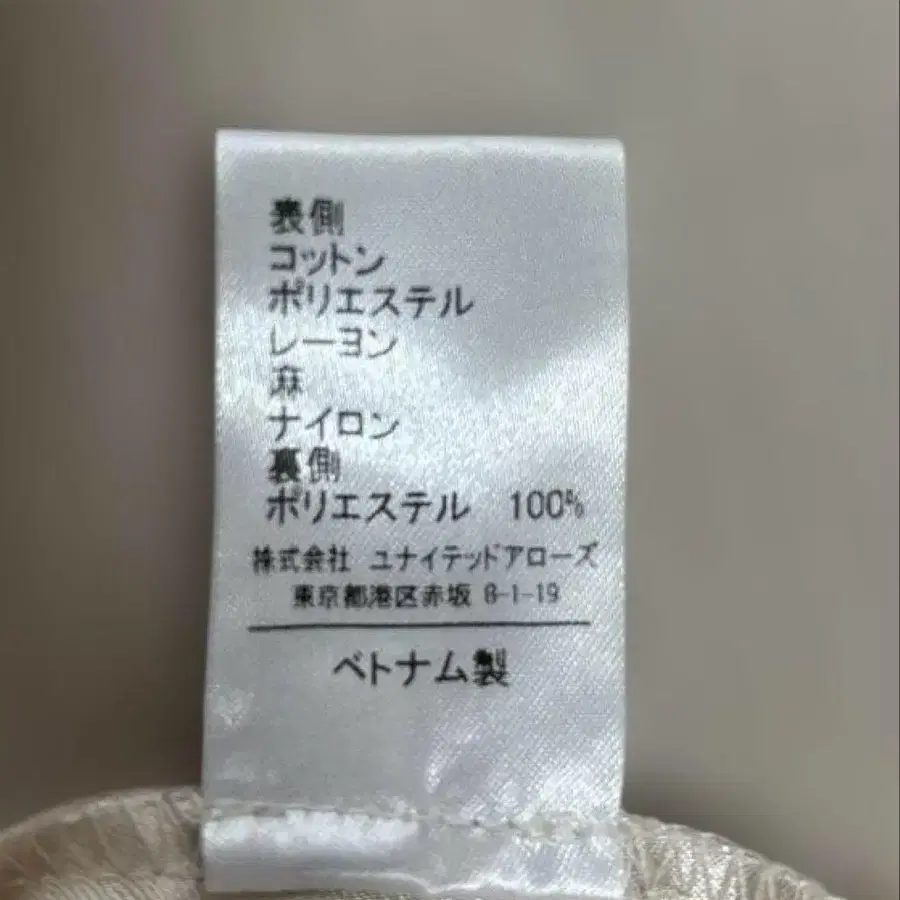 表側
コットン
ポリエステル
レーヨン
麻
ナイロン
裏側
ポリエステル 100%
株式会社 ユナイテッドアローズ
東京都港区赤坂 8-1-19
ベトナム製